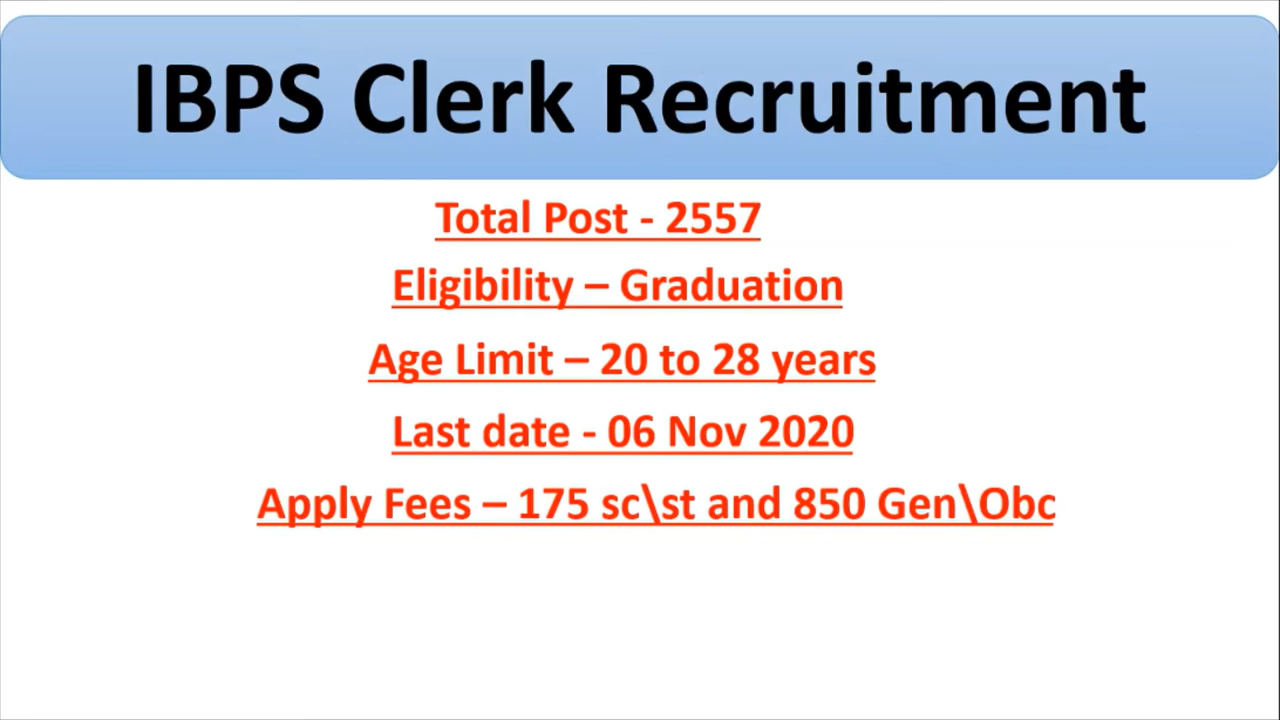 IBPS Clerk Recruitment
Total Post - 2557
Eligibility – Graduation
Age Limit – 20 to 28 years
Last date - 06 Nov 2020
Apply Fees – 175 sc\st and 850 Gen\Obc